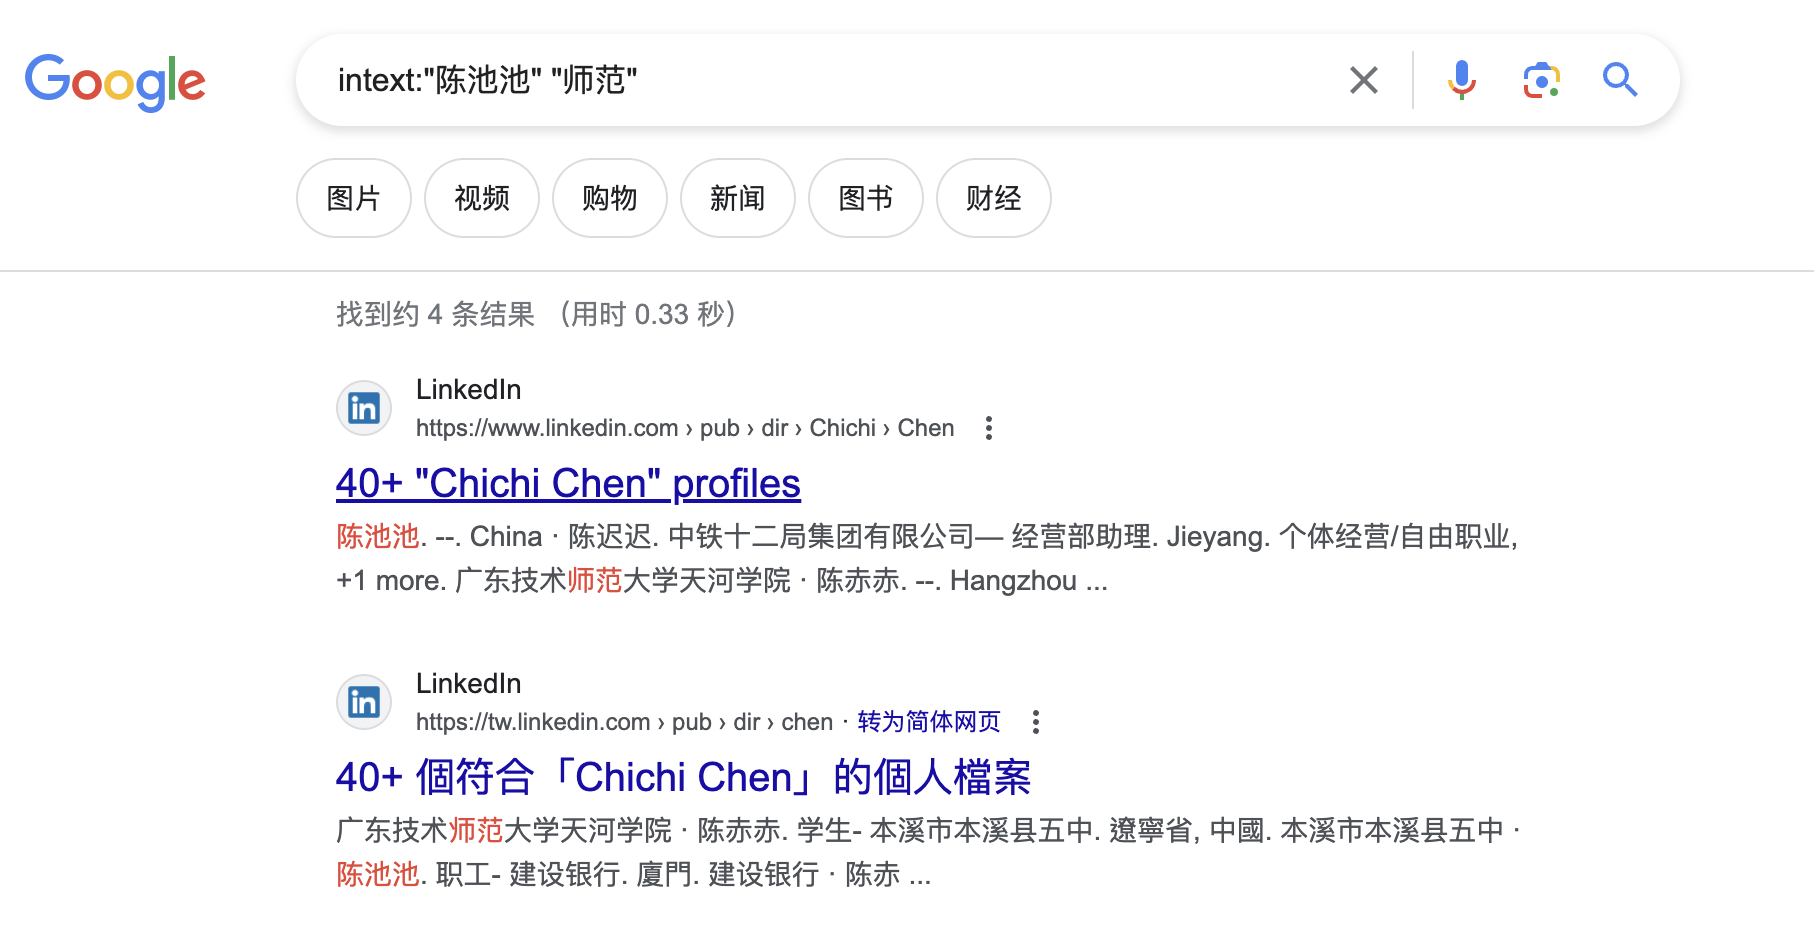 Google
intext:"陈池池" "师范"
图片 视频 购物 新闻 图书 财经
找到约 4 条结果 （用时 0.33 秒）
LinkedIn
https://www.linkedin.com › pub › dir › Chichi › Chen
40+ "Chichi Chen" profiles
陈池池. --. China · 陈迟迟. 中铁十二局集团有限公司— 经营部助理. Jieyang. 个体经营/自由职业,
+1 more. 广东技术师范大学天河学院 · 陈赤赤. --. Hangzhou ...
LinkedIn
https://tw.linkedin.com › pub › dir › chen · 转为简体网页
40+ 個符合「Chichi Chen」的個人檔案
广东技术师范大学天河学院 · 陈赤赤. 学生- 本溪市本溪县五中. 遼寧省, 中國. 本溪市本溪县五中 ·
陈池池. 职工- 建设银行. 廈門. 建设银行 · 陈赤 ...